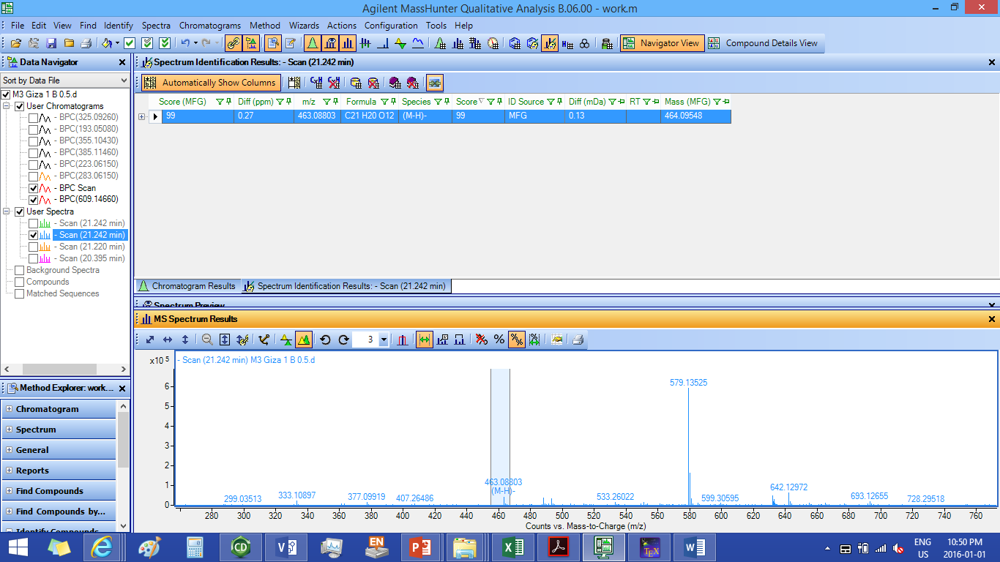 Agilent MassHunter Qualitative Analysis B.06.00 - work.m
File Edit View Find Identify Spectra Chromatograms Method Wizards Actions Configuration Tools Help
Navigator View Compound Details View
Data Navigator
Sort by Data File
M3 Giza 1 B 0.5.d
User Chromatograms
- BPC(325.09260)
- BPC(193.05080)
- BPC(355.10430)
- BPC(385.11460)
- BPC(223.06150)
- BPC(283.06150)
- BPC Scan
- BPC(609.14660)
User Spectra
- Scan (21.242 min)
- Scan (21.242 min)
- Scan (21.220 min)
- Scan (20.395 min)
Background Spectra
Compounds
Matched Sequences
Method Explorer: work....
Chromatogram
Spectrum
General
Reports
Find Compounds
Find Compounds by...
Identify Compounds
Spectrum Identification Results: - Scan (21.242 min)
Automatically Show Columns
Score (MFG) Diff (ppm) m/z Formula Species Score ID Source Diff (mDa) RT Mass (MFG)
99 0.27 463.08803 C21 H20 O12 (M-H)- 99 MFG 0.13 464.09548
Chromatogram Results Spectrum Identification Results: - Scan (21.242 min)
Spectrum Preview
MS Spectrum Results
3
x10 5
- Scan (21.242 min) M3 Giza 1 B 0.5.d
6
5
4
3
2
1
0
579.13525
463.08803
(M-H)-
642.12972
299.03513 333.10897 377.09919 407.26486 533.26022 599.30595 693.12655 728.29518
280 300 320 340 360 380 400 420 440 460 480 500 520 540 560 580 600 620 640 660 680 700 720 740 760
Counts vs. Mass-to-Charge (m/z)
CD
EN
TEX
ENG
US
10:50 PM
2016-01-01